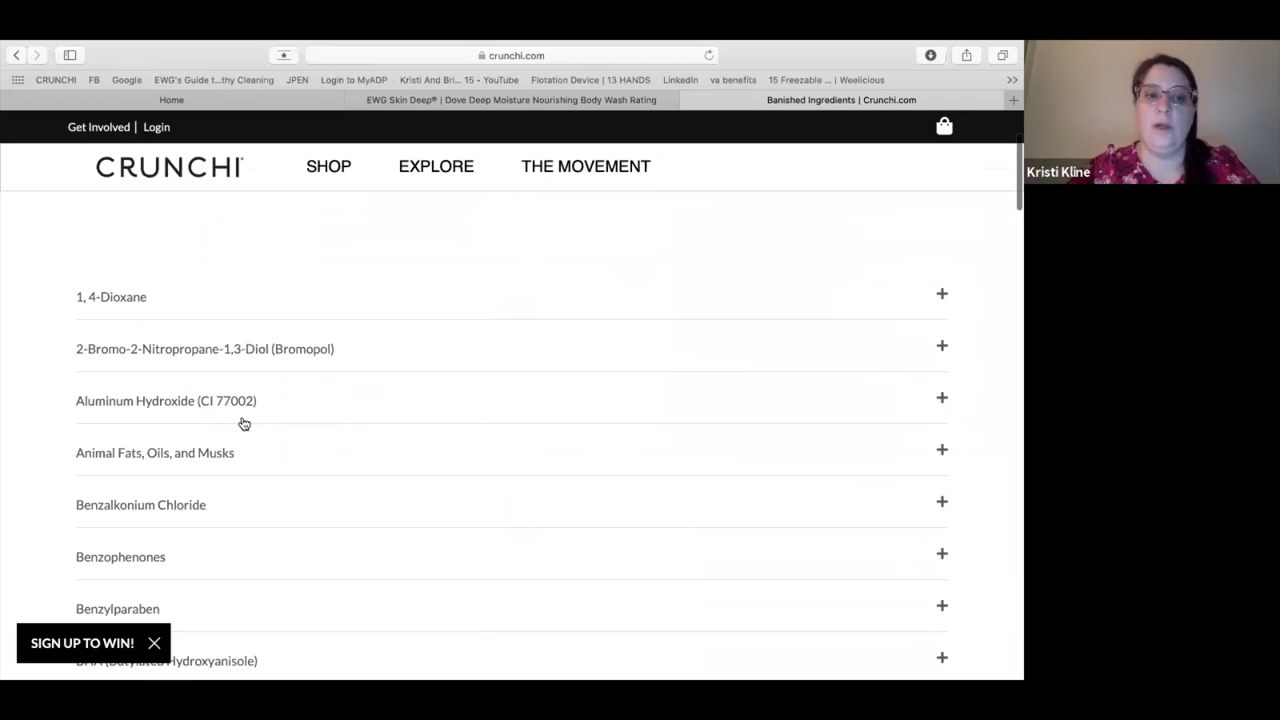 crunchi.com
CRUNCHI FB Google EWG's Guide t...thy Cleaning JPEN Login to MyADP Kristi And Bri... 15 - YouTube Flotation Device | 13 HANDS LinkedIn va benefits 15 Freezable ... | Weelicious
Home EWG Skin Deep® | Dove Deep Moisture Nourishing Body Wash Rating Banished Ingredients | Crunchi.com
Get Involved | Login
CRUNCHI SHOP EXPLORE THE MOVEMENT
Kristi Kline
1, 4-Dioxane
2-Bromo-2-Nitropropane-1,3-Diol (Bromopol)
Aluminum Hydroxide (CI 77002)
Animal Fats, Oils, and Musks
Benzalkonium Chloride
Benzophenones
Benzylparaben
SIGN UP TO WIN!
Hydroxyanisole)